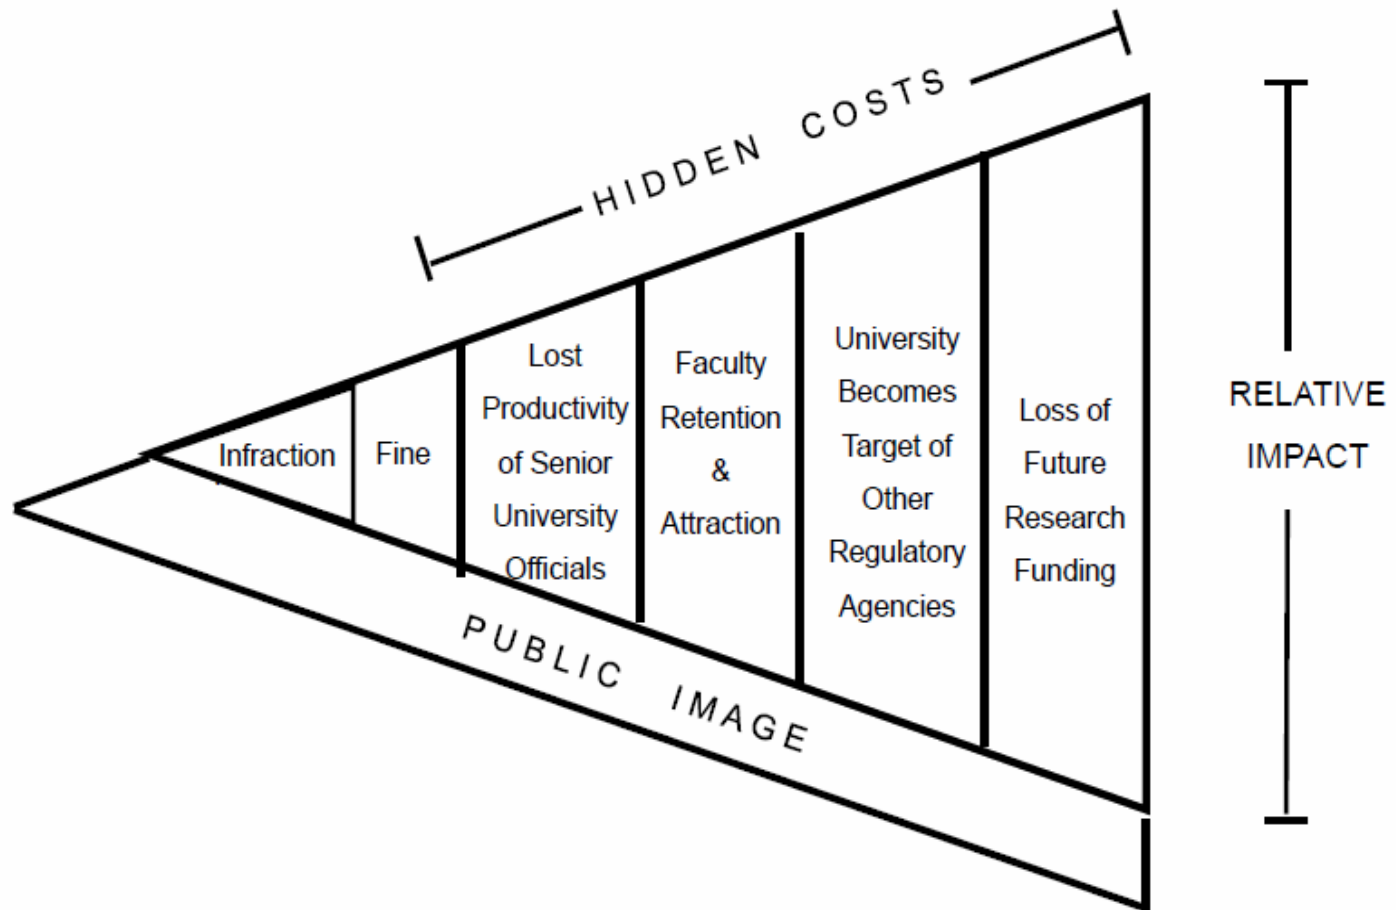 HIDDEN COSTS
Infraction
Fine
Lost
Productivity
of Senior
University
Officials
Faculty
Retention
&
Attraction
University
Becomes
Target of
Other
Regulatory
Agencies
Loss of
Future
Research
Funding
RELATIVE
IMPACT
PUBLIC IMAGE